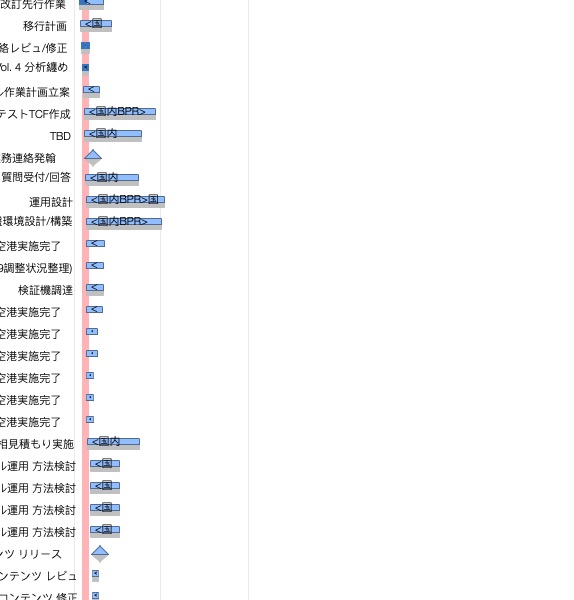 改訂先行作業
移行計画 <国
レビュ/修正
Vol. 4 分析纏め
作業計画立案 <
テストTCF作成 <国内BPR>
TBD <国内
務連絡発翰
質問受付/回答 <国内
運用設計 <国内BPR>国
環境設計/構築 <国内BPR>
空港実施完了 <
調整状況整理) <
検証機調達 <
空港実施完了 <
空港実施完了
空港実施完了
空港実施完了
空港実施完了
空港実施完了
相見積もり実施 <国内
ル運用 方法検討 <国
ル運用 方法検討 <国
ル運用 方法検討 <国
ル運用 方法検討 <国
ンツ リリース
ンテンツ レビュ
コンテンツ 修正